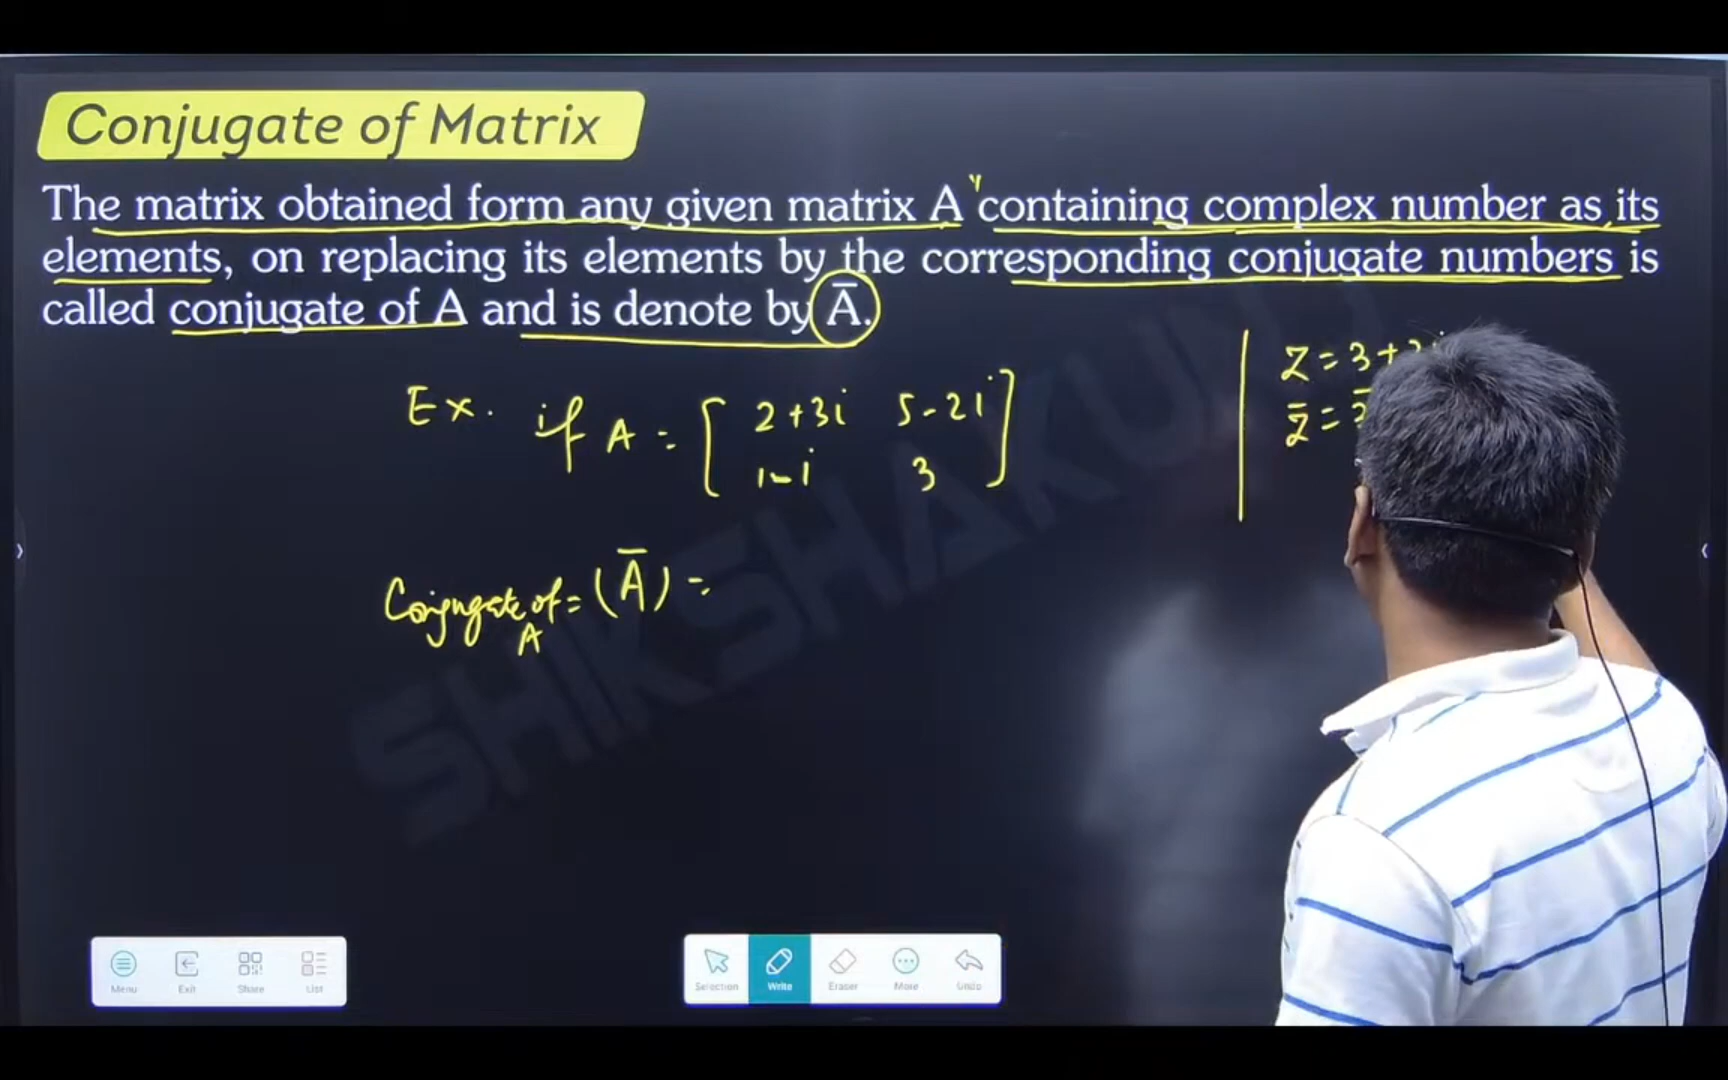 Conjugate of Matrix
The matrix obtained form any given matrix A containing complex number as its
elements, on replacing its elements by the corresponding conjugate numbers is
called conjugate of A and is denote by Ā.
Ex. if A = [ 2+3i 5-2i
1-i 3 ]
Z = 3+
z̄ =
Conjugate of A = (Ā) =
SHIKSHAKUL
Menu Exit Share List
Selection Write Eraser More Undo